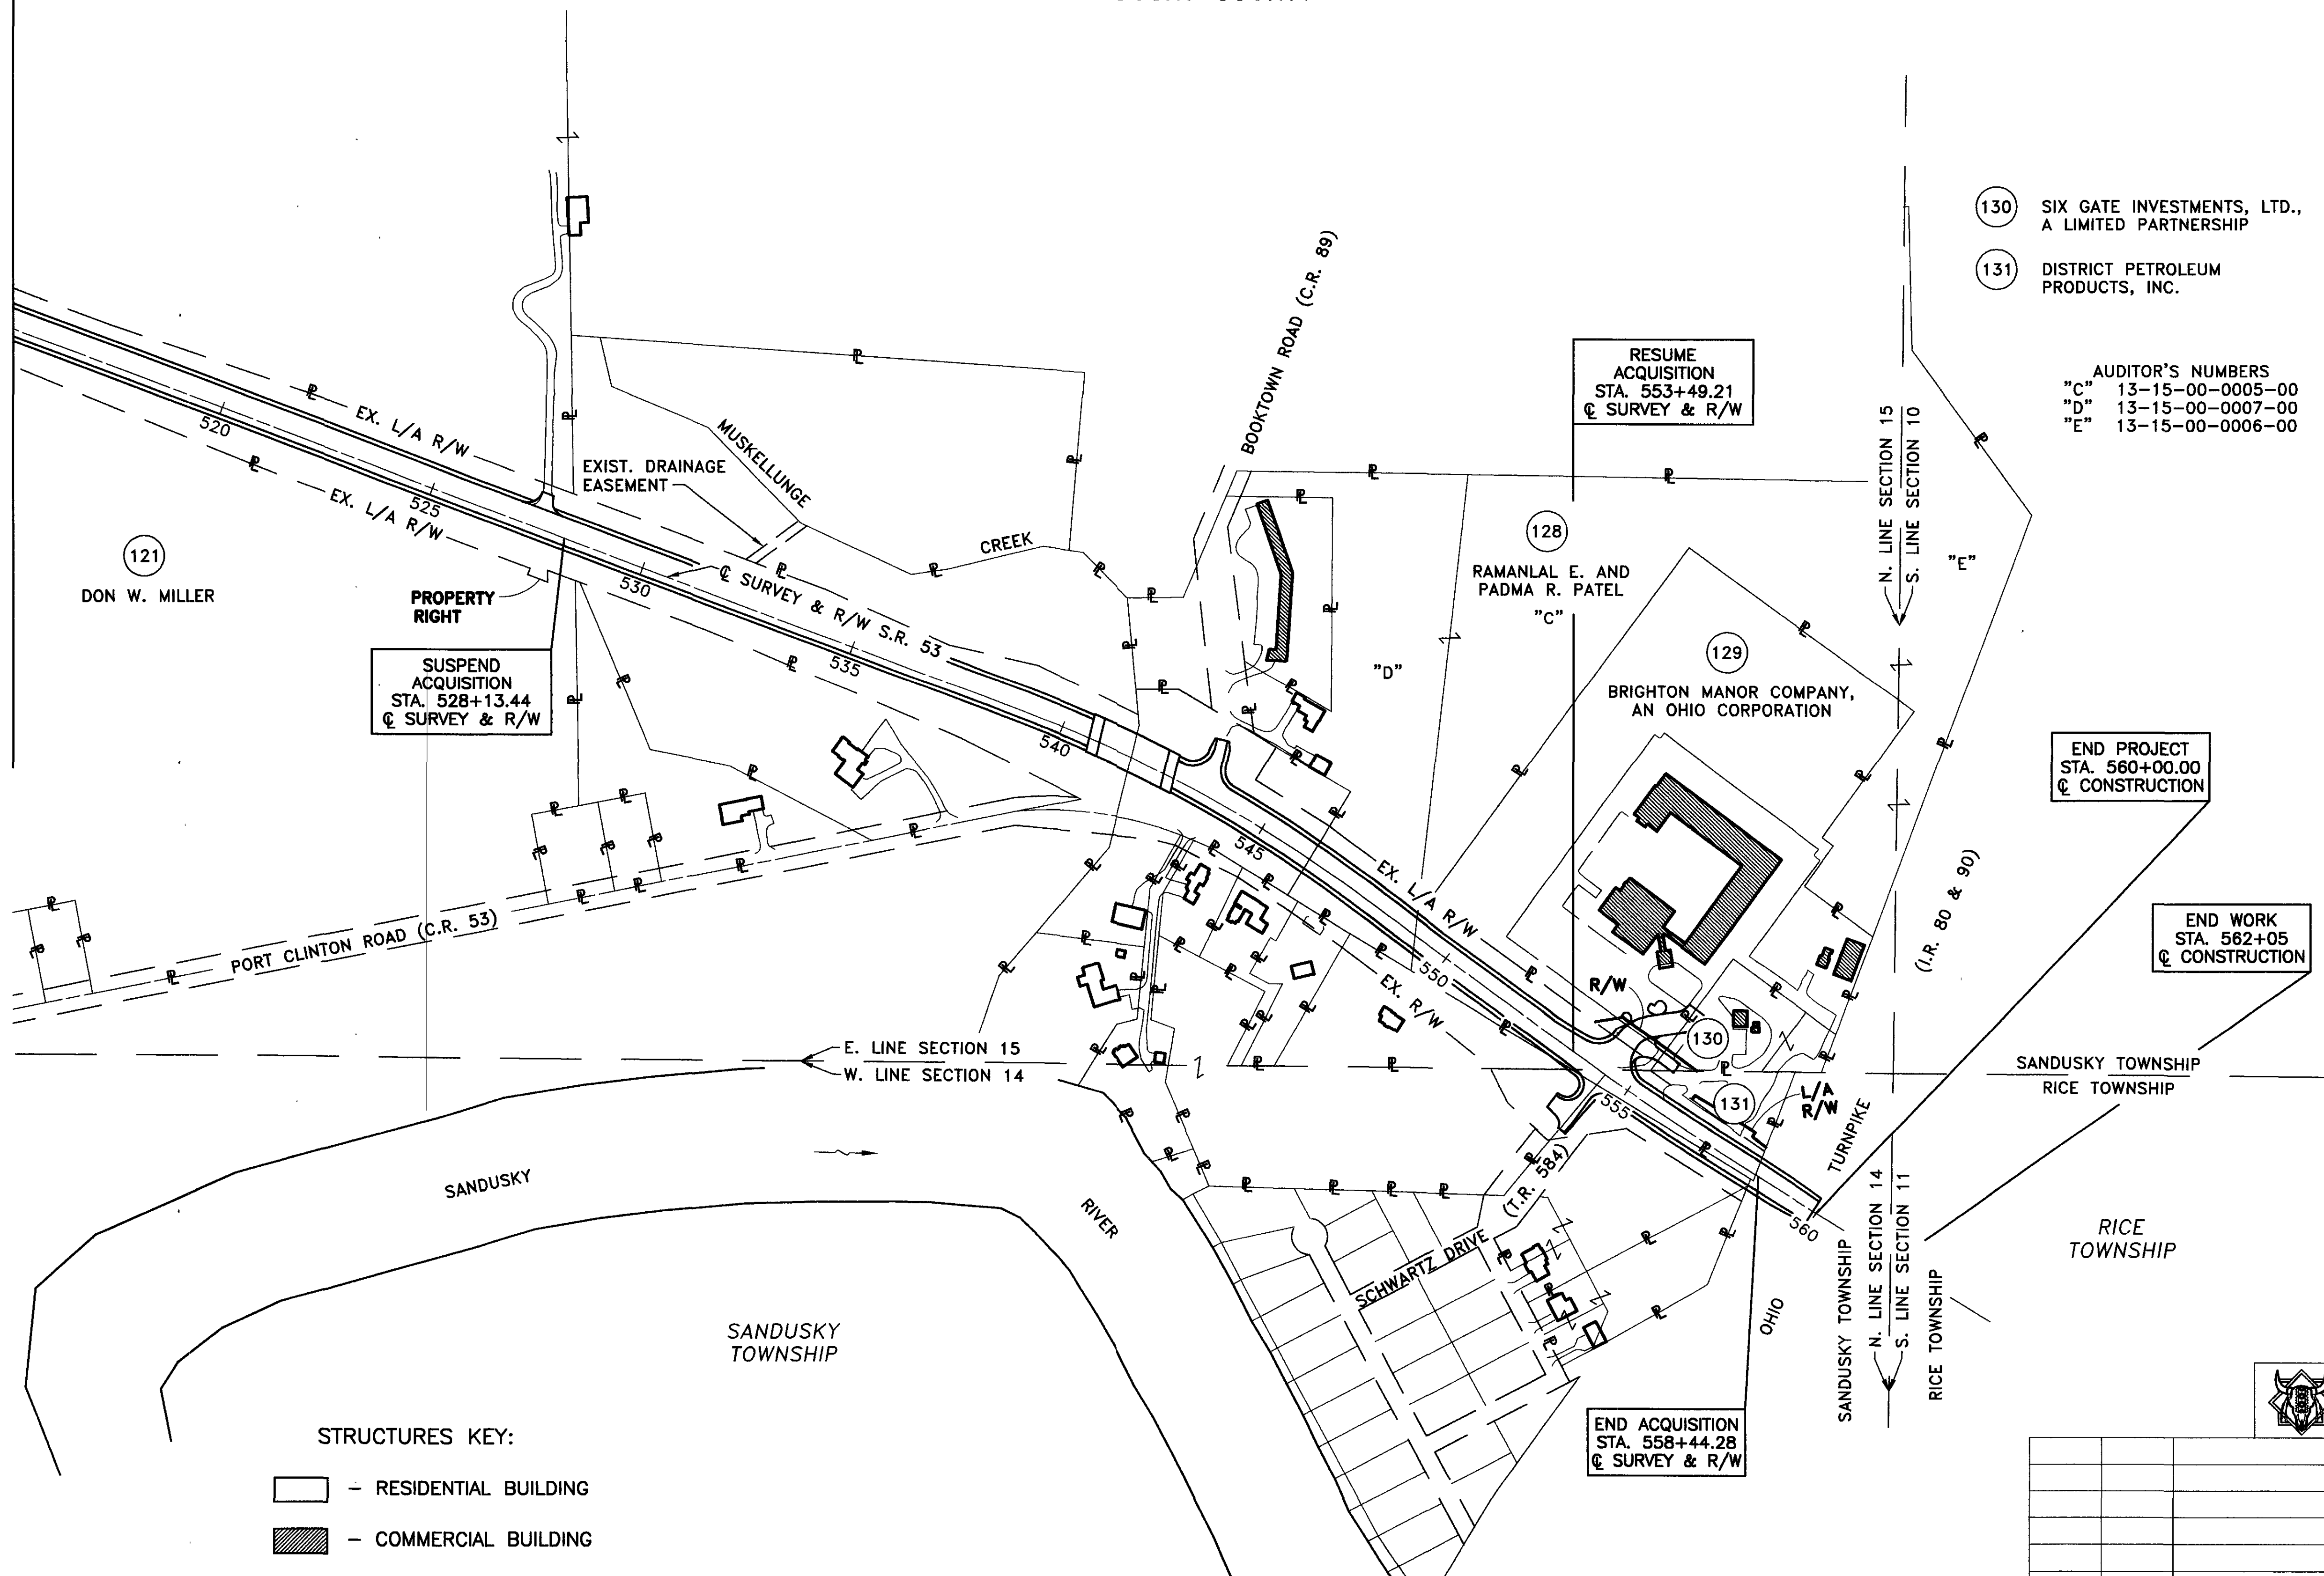 130
SIX GATE INVESTMENTS, LTD.,
A LIMITED PARTNERSHIP
131
DISTRICT PETROLEUM
PRODUCTS, INC.
AUDITOR'S NUMBERS
"C" 13-15-00-0005-00
"D" 13-15-00-0007-00
"E" 13-15-00-0006-00
BOOKTOWN ROAD (C.R. 89)
RESUME
ACQUISITION
STA. 553+49.21
℄ SURVEY & R/W
N. LINE SECTION 15
S. LINE SECTION 10
EX. L/A R/W
520
EX. L/A R/W
525
MUSKELLUNGE
CREEK
EXIST. DRAINAGE
EASEMENT
121
DON W. MILLER
PROPERTY
RIGHT
530
℄ SURVEY & R/W S.R. 53
535
540
SUSPEND
ACQUISITION
STA. 528+13.44
℄ SURVEY & R/W
128
RAMANLAL E. AND
PADMA R. PATEL
"C"
"D"
"E"
129
BRIGHTON MANOR COMPANY,
AN OHIO CORPORATION
END PROJECT
STA. 560+00.00
℄ CONSTRUCTION
545
EX. L/A R/W
550
EX. R/W
R/W
130
131
L/A
R/W
555
560
(I.R. 80 & 90)
END WORK
STA. 562+05
℄ CONSTRUCTION
PORT CLINTON ROAD (C.R. 53)
E. LINE SECTION 15
W. LINE SECTION 14
SANDUSKY TOWNSHIP
RICE TOWNSHIP
TURNPIKE
OHIO
SANDUSKY
RIVER
SCHWARTZ DRIVE
(T.R. 584)
SANDUSKY TOWNSHIP
N. LINE SECTION 14
S. LINE SECTION 11
RICE TOWNSHIP
RICE
TOWNSHIP
SANDUSKY
TOWNSHIP
END ACQUISITION
STA. 558+44.28
℄ SURVEY & R/W
STRUCTURES KEY:
– RESIDENTIAL BUILDING
– COMMERCIAL BUILDING